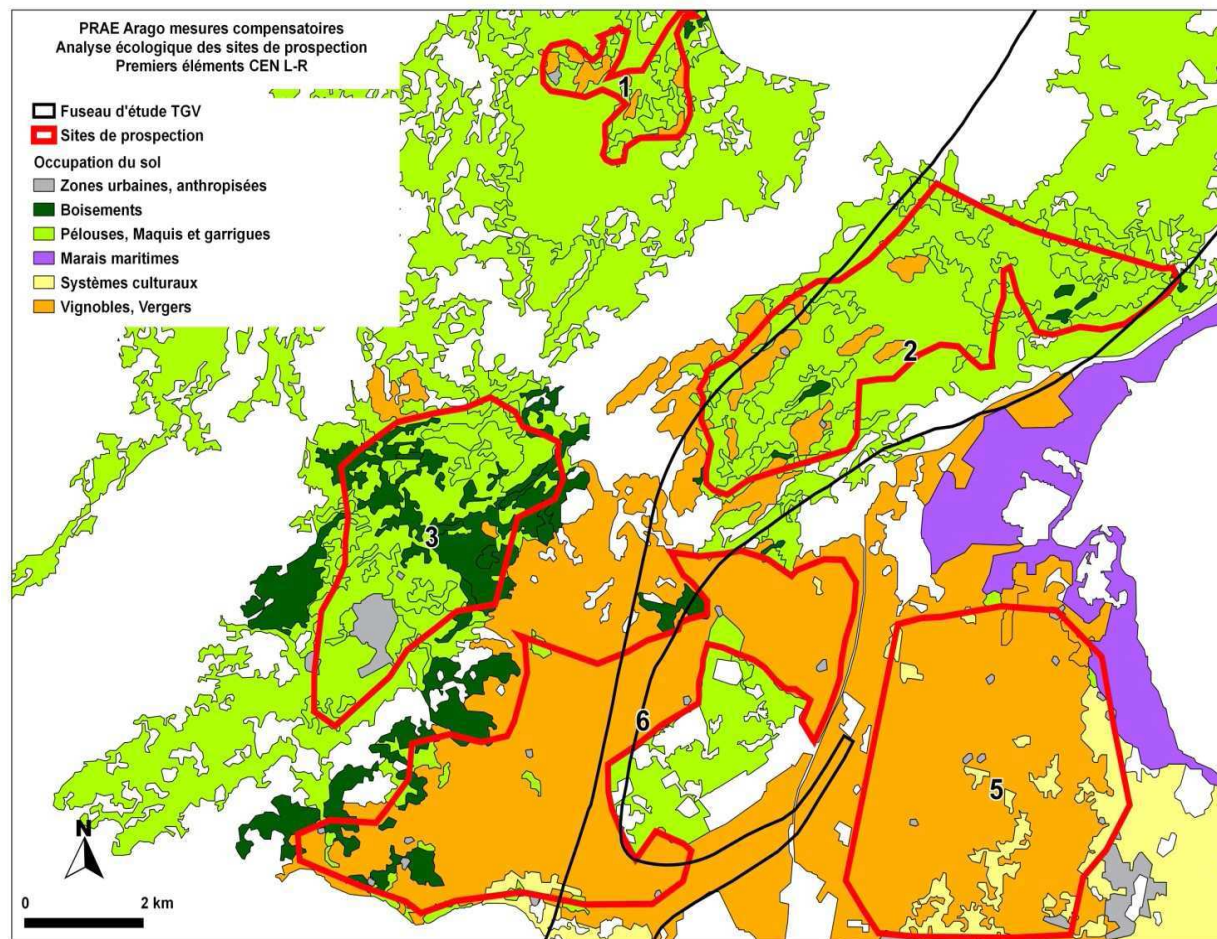 PRAE Arago mesures compensatoires
Analyse écologique des sites de prospection
Premiers éléments CEN L-R
Fuseau d'étude TGV
Sites de prospection
Occupation du sol
Zones urbaines, anthropisées
Boisements
Pélouses, Maquis et garrigues
Marais maritimes
Systèmes culturaux
Vignobles, Vergers
1
2
3
6
5
N
0 2 km